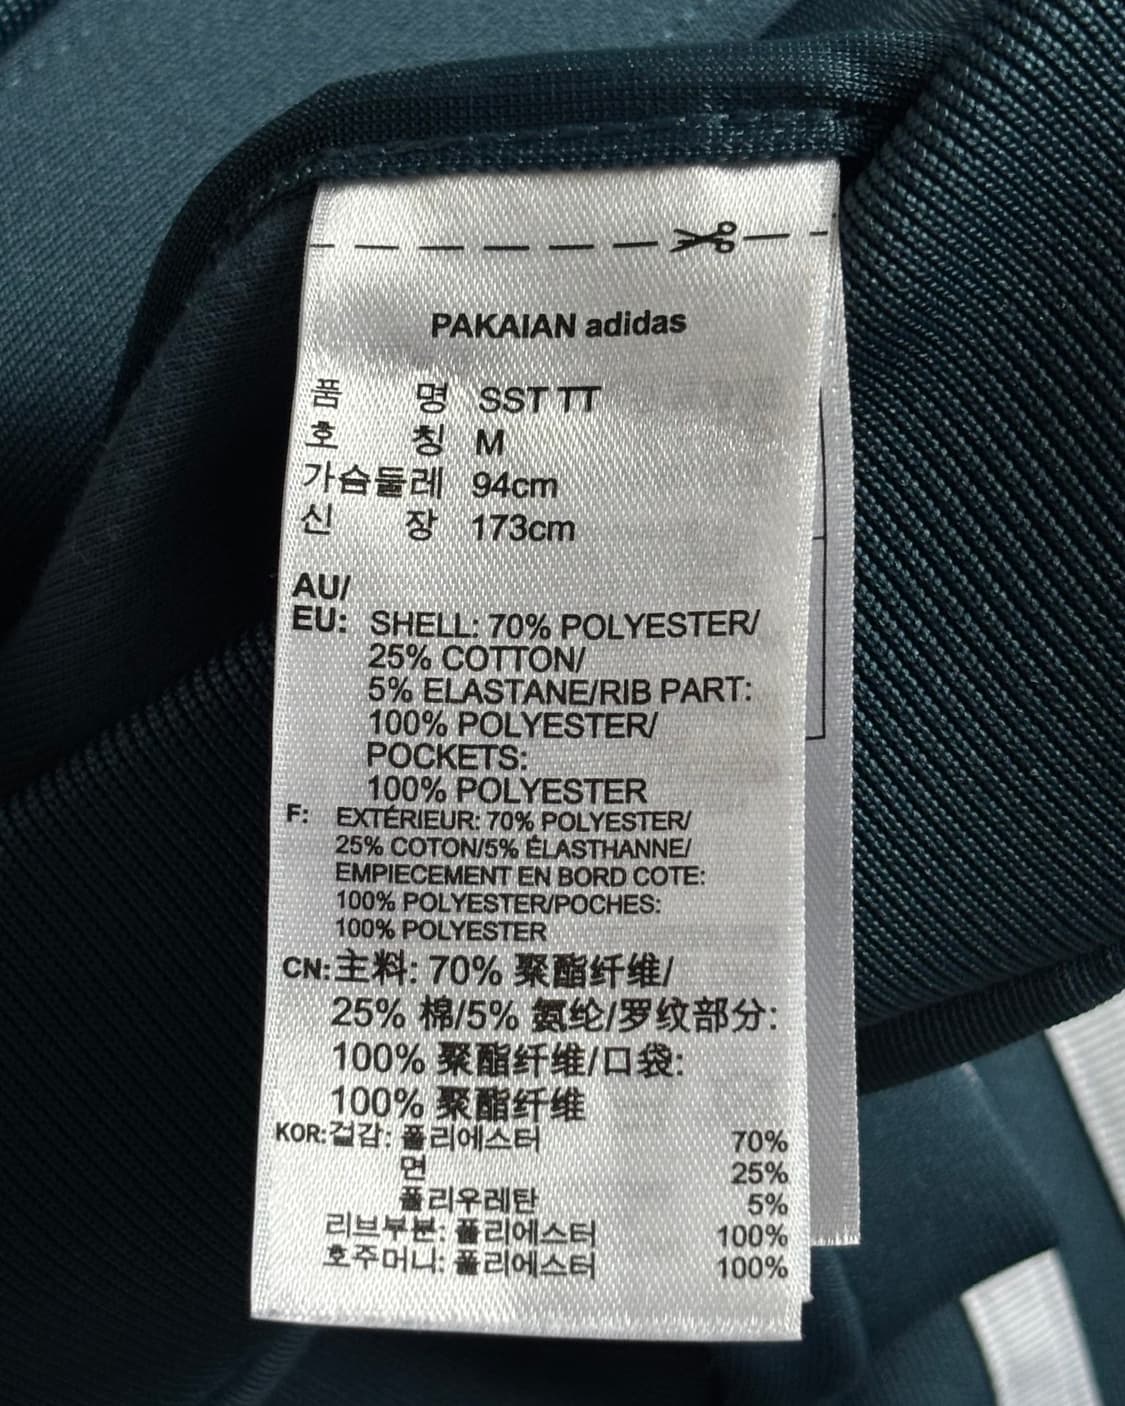 PAKAIAN adidas
품 명 SST TT
호 칭 M
가슴둘레 94cm
신 장 173cm
AU/
EU: SHELL: 70% POLYESTER/
25% COTTON/
5% ELASTANE/RIB PART:
100% POLYESTER/
POCKETS:
100% POLYESTER
F: EXTÉRIEUR: 70% POLYESTER/
25% COTON/5% ÉLASTHANNE/
EMPIECEMENT EN BORD COTE:
100% POLYESTER/POCHES:
100% POLYESTER
CN: 主料: 70% 聚酯纤维/
25% 棉/5% 氨纶/罗纹部分:
100% 聚酯纤维/口袋:
100% 聚酯纤维
KOR: 겉감: 폴리에스터 70%
면 25%
폴리우레탄 5%
리브부분: 폴리에스터 100%
호주머니: 폴리에스터 100%